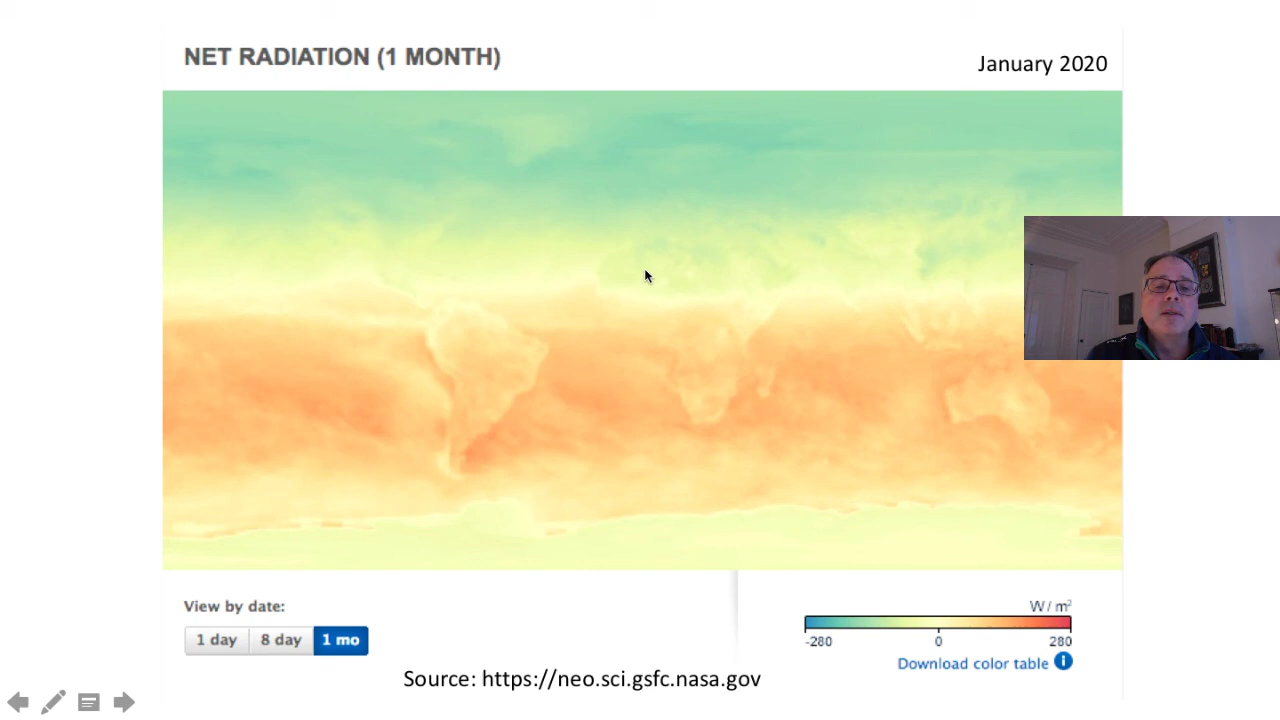 NET RADIATION (1 MONTH)
January 2020
View by date:
1 day 8 day 1 mo
W / m²
-280 0 280
Download color table i
Source: https://neo.sci.gsfc.nasa.gov